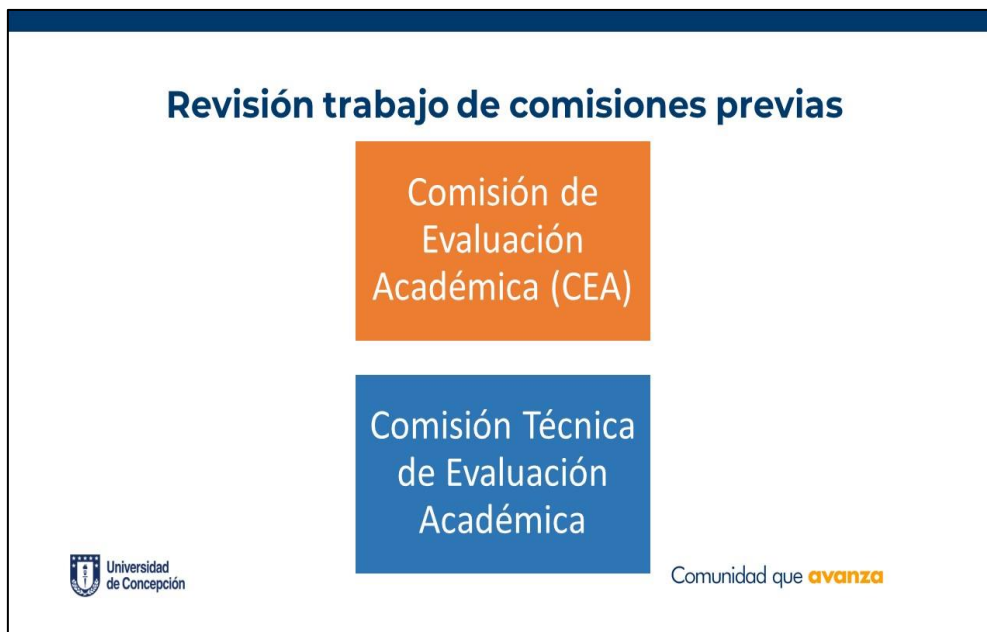 Revisión trabajo de comisiones previas
Comisión de
Evaluación
Académica (CEA)
Comisión Técnica
de Evaluación
Académica
Universidad
de Concepción
Comunidad que avanza